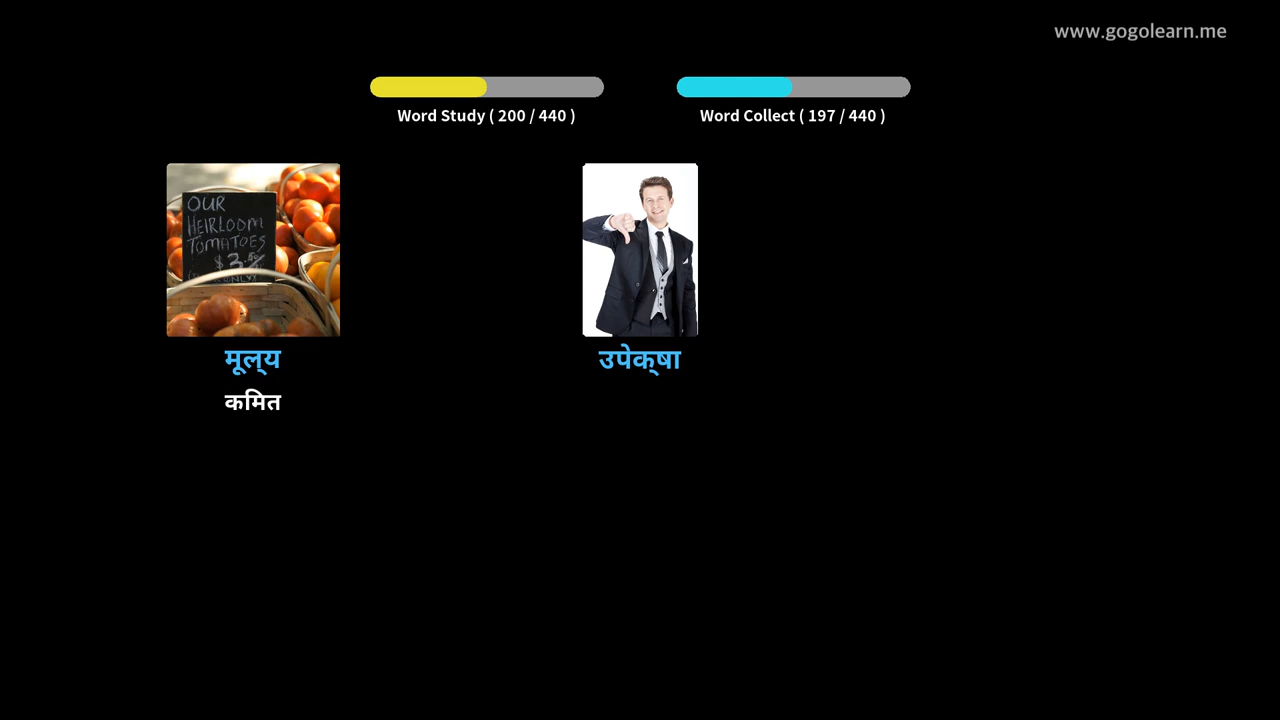 www.gogolearn.me
Word Study ( 200 / 440 )
Word Collect ( 197 / 440 )
OUR
HEIRLOOM
TOMATOES
मूल्‌य
उपेक्‌षा
कमित